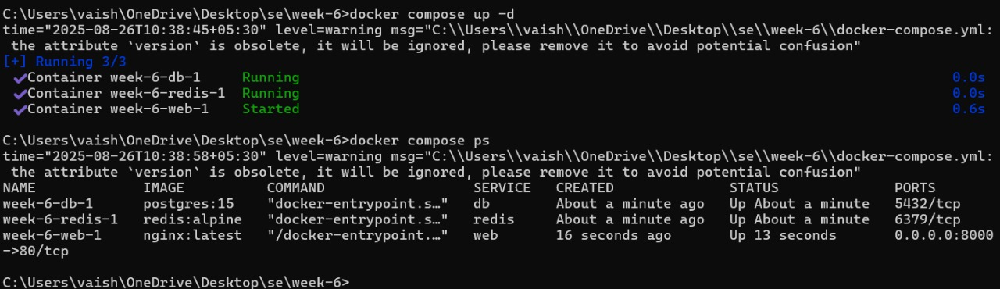 C:\Users\vaish\OneDrive\Desktop\se\week-6>docker compose up -d
time="2025-08-26T10:38:45+05:30" level=warning msg="C:\\Users\\vaish\\OneDrive\\Desktop\\se\\week-6\\docker-compose.yml:
 the attribute `version` is obsolete, it will be ignored, please remove it to avoid potential confusion"
[+] Running 3/3
 ✔Container week-6-db-1     Running                                                                               0.0s
 ✔Container week-6-redis-1  Running                                                                               0.0s
 ✔Container week-6-web-1    Started                                                                               0.6s
C:\Users\vaish\OneDrive\Desktop\se\week-6>docker compose ps
time="2025-08-26T10:38:58+05:30" level=warning msg="C:\\Users\\vaish\\OneDrive\\Desktop\\se\\week-6\\docker-compose.yml:
 the attribute `version` is obsolete, it will be ignored, please remove it to avoid potential confusion"
NAME             IMAGE          COMMAND                  SERVICE   CREATED              STATUS              PORTS
week-6-db-1      postgres:15    "docker-entrypoint.s…"   db        About a minute ago   Up About a minute   5432/tcp
week-6-redis-1   redis:alpine   "docker-entrypoint.s…"   redis     About a minute ago   Up About a minute   6379/tcp
week-6-web-1     nginx:latest   "/docker-entrypoint.…"   web       16 seconds ago       Up 13 seconds       0.0.0.0:8000
->80/tcp
C:\Users\vaish\OneDrive\Desktop\se\week-6>